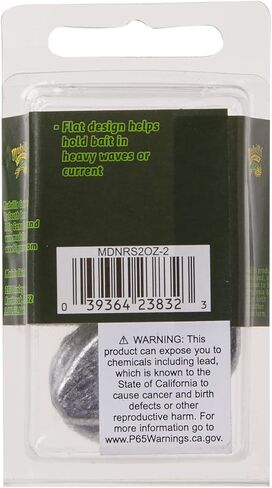 • Flat design helps
hold bait in
heavy waves or
current
MDNRS2OZ-2
0 39364 23832 3
⚠ WARNING: This
product can expose you to
chemicals including lead,
which is known to the
State of California to
cause cancer and birth
defects or other
reproductive harm. For
more information go to
www.P65Warnings.ca.gov.